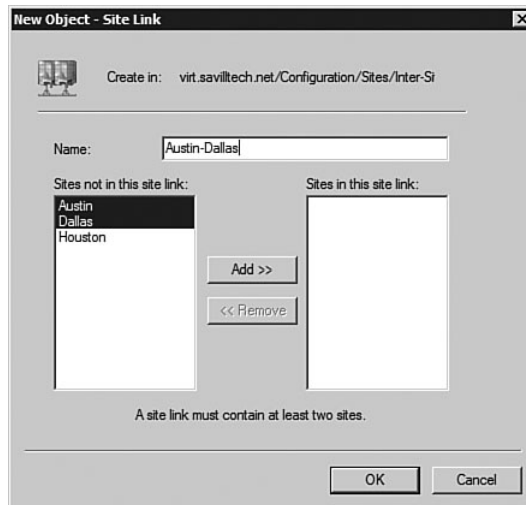 New Object - Site Link
Create in: virt.savilltech.net/Configuration/Sites/Inter-Si
Name: Austin-Dallas
Sites not in this site link: Sites in this site link:
Austin
Dallas
Houston
Add >>
<< Remove
A site link must contain at least two sites.
OK Cancel